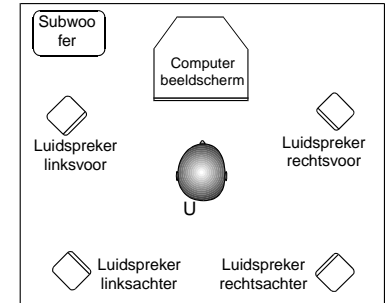 Subwoo
fer
Computer
beeldscherm
Luidspreker
linksvoor
Luidspreker
rechtsvoor
U
Luidspreker
linksachter
Luidspreker
rechtsachter